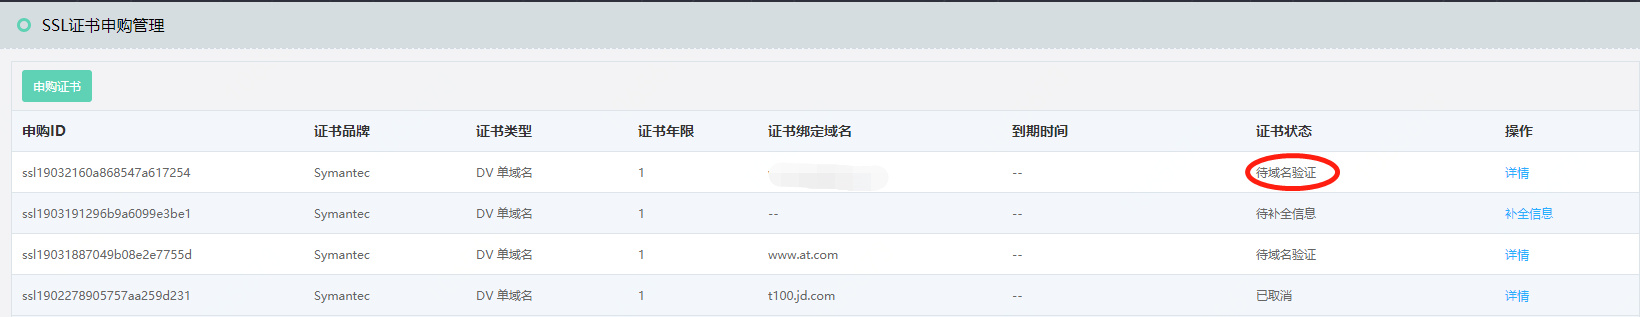 SSL证书申购管理
申购证书
申购ID 证书品牌 证书类型 证书年限 证书绑定域名 到期时间 证书状态 操作
ssl19032160a868547a617254 Symantec DV 单域名 1 -- 待域名验证 详情
ssl1903191296b9a6099e3be1 Symantec DV 单域名 1 -- -- 待补全信息 补全信息
ssl19031887049b08e2e7755d Symantec DV 单域名 1 www.at.com -- 待域名验证 详情
ssl1902278905757aa259d231 Symantec DV 单域名 1 t100.jd.com -- 已取消 详情